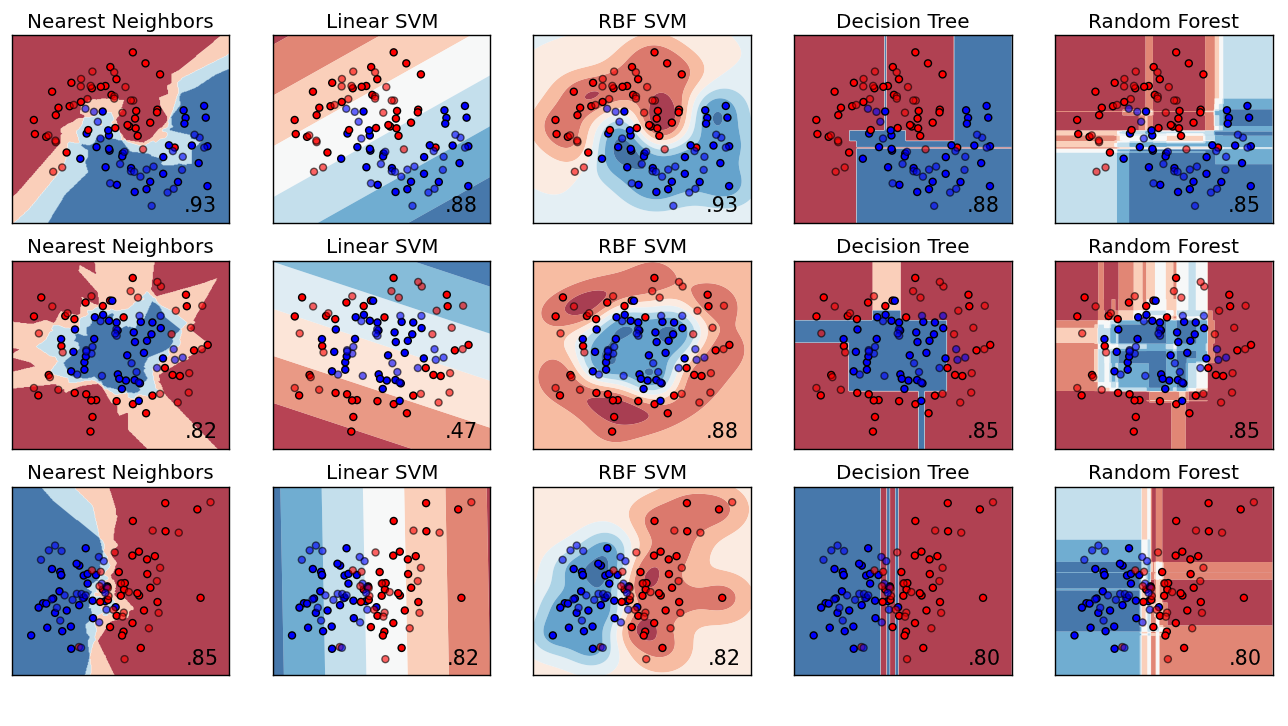 Nearest Neighbors Linear SVM RBF SVM Decision Tree Random Forest
.93 .88 .93 .88 .85
Nearest Neighbors Linear SVM RBF SVM Decision Tree Random Forest
.82 .47 .88 .85 .85
Nearest Neighbors Linear SVM RBF SVM Decision Tree Random Forest
.85 .82 .82 .80 .80